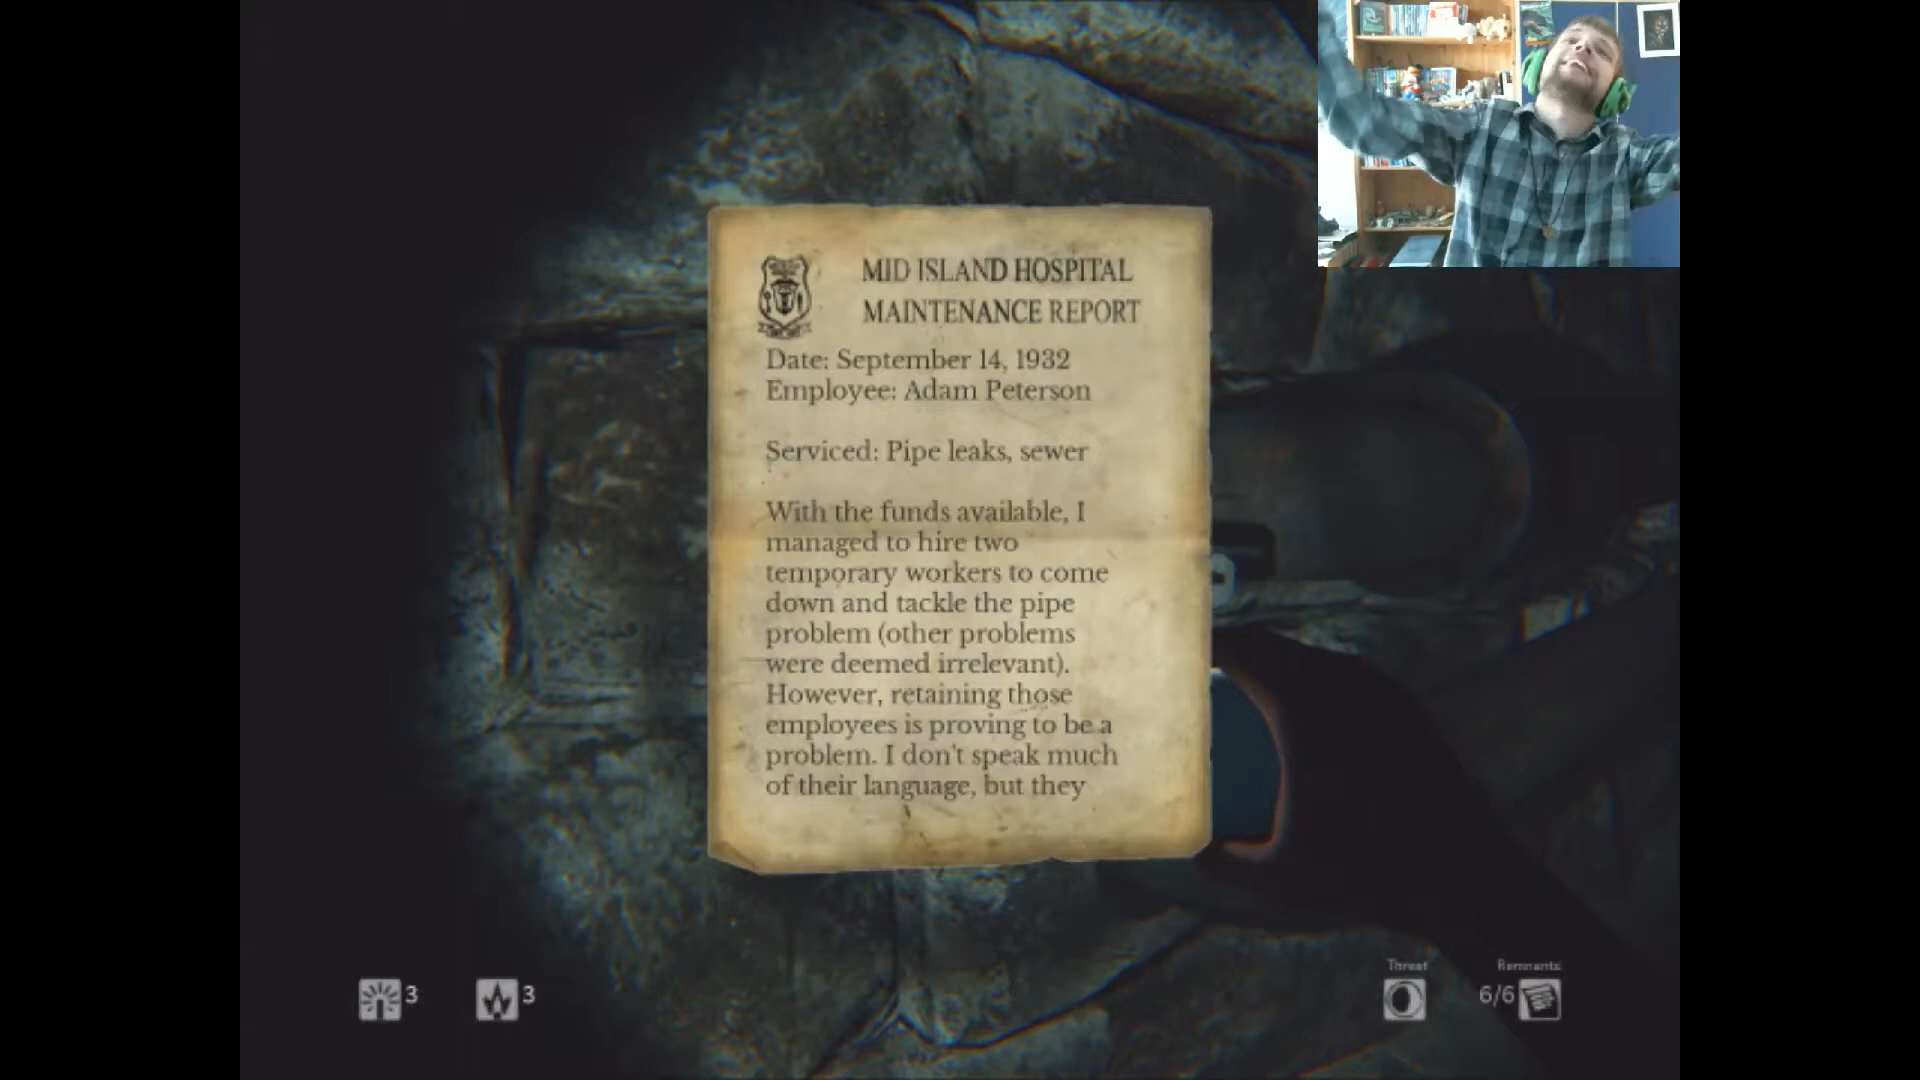 MID ISLAND HOSPITAL
MAINTENANCE REPORT
Date: September 14, 1932
Employee: Adam Peterson
Serviced: Pipe leaks, sewer
With the funds available, I
managed to hire two
temporary workers to come
down and tackle the pipe
problem (other problems
were deemed irrelevant).
However, retaining those
employees is proving to be a
problem. I don't speak much
of their language, but they
3
3
Threat
Remnants
6/6